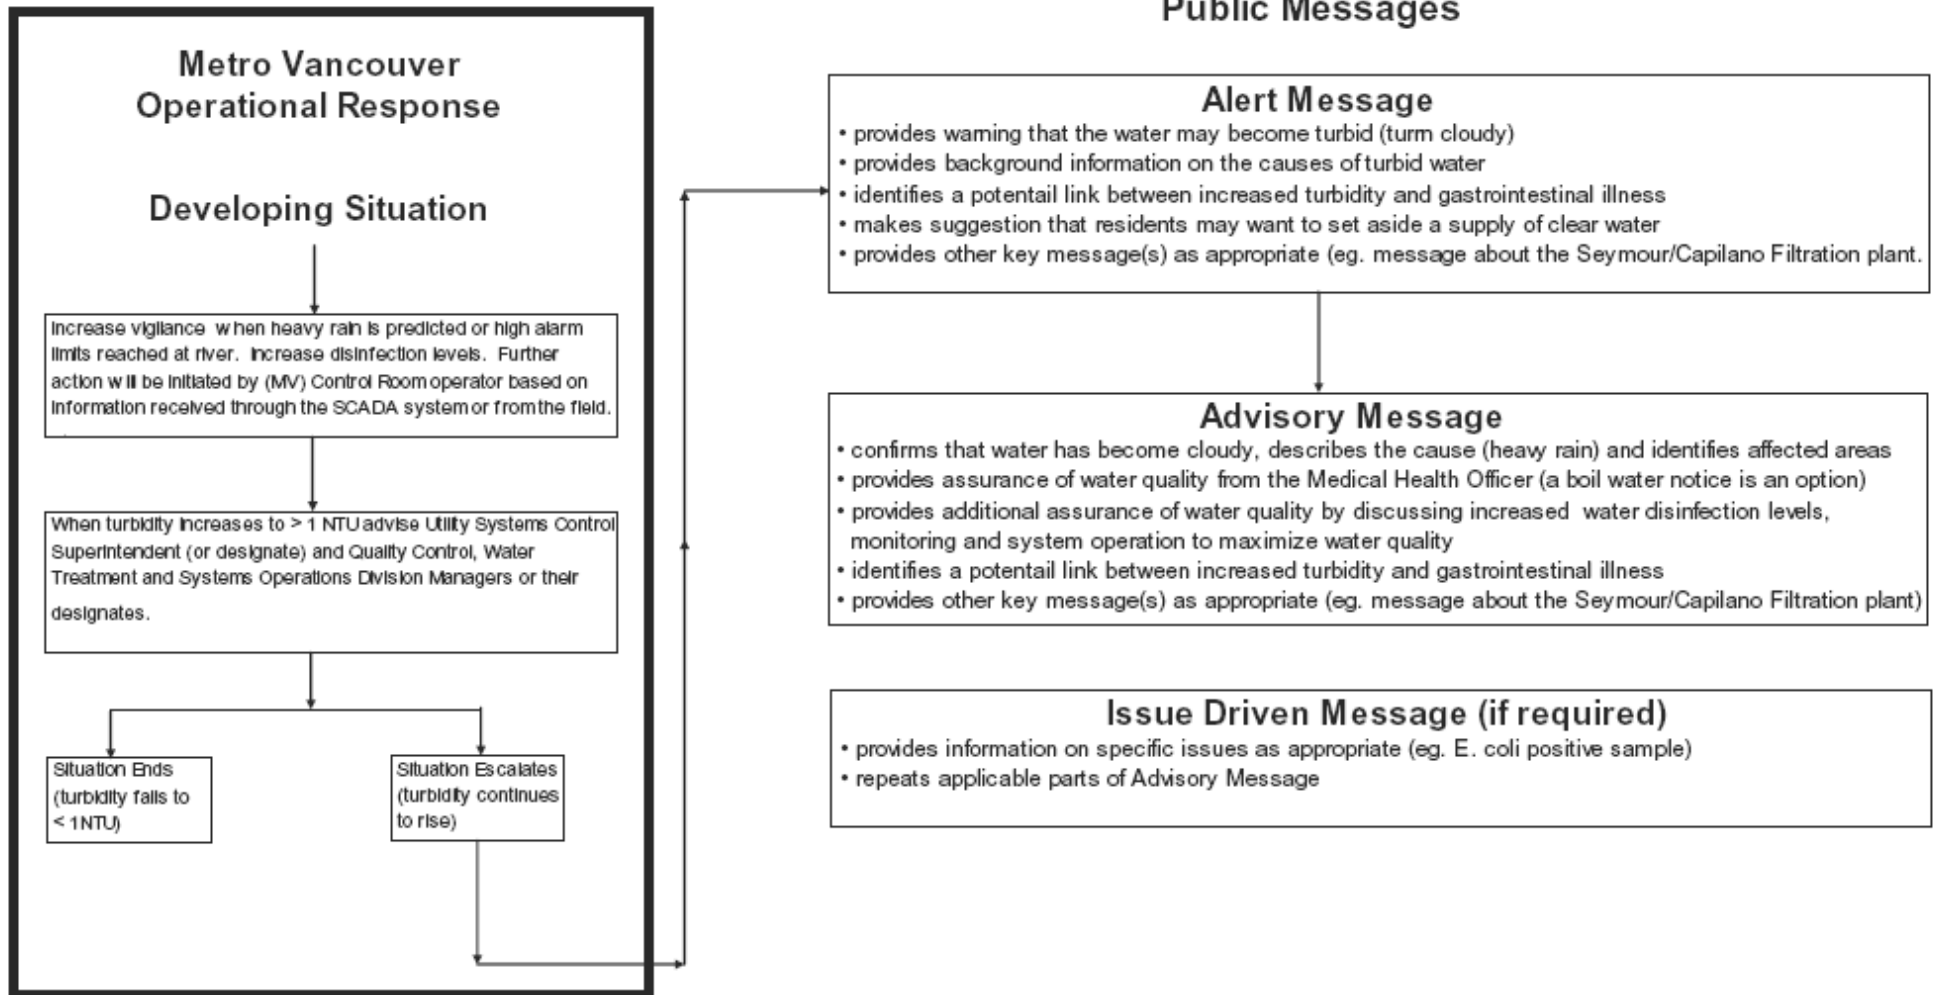 Metro Vancouver
Operational Response
Developing Situation
Increase vigilance when heavy rain is predicted or high alarm
limits reached at river. Increase disinfection levels. Further
action will be initiated by (MV) Control Room operator based on
information received through the SCADA system or from the field.
When turbidity increases to > 1 NTU advise Utility Systems Control
Superintendent (or designate) and Quality Control, Water
Treatment and Systems Operations Division Managers or their
designates.
Situation Ends
(turbidity falls to
< 1NTU)
Situation Escalates
(turbidity continues
to rise)
Public Messages
Alert Message
• provides warning that the water may become turbid (turm cloudy)
• provides background information on the causes of turbid water
• identifies a potentail link between increased turbidity and gastrointestinal illness
• makes suggestion that residents may want to set aside a supply of clear water
• provides other key message(s) as appropriate (eg. message about the Seymour/Capilano Filtration plant.
Advisory Message
• confirms that water has become cloudy, describes the cause (heavy rain) and identifies affected areas
• provides assurance of water quality from the Medical Health Officer (a boil water notice is an option)
• provides additional assurance of water quality by discussing increased water disinfection levels,
monitoring and system operation to maximize water quality
• identifies a potentail link between increased turbidity and gastrointestinal illness
• provides other key message(s) as appropriate (eg. message about the Seymour/Capilano Filtration plant)
Issue Driven Message (if required)
• provides information on specific issues as appropriate (eg. E. coli positive sample)
• repeats applicable parts of Advisory Message